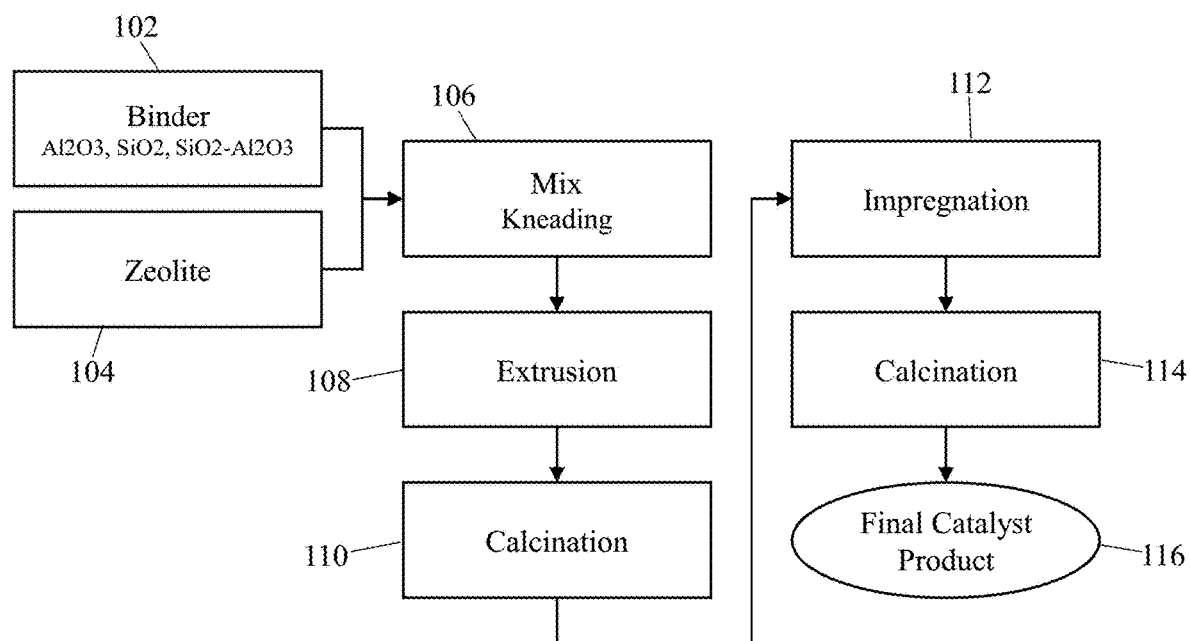 102
Binder
Al2O3, SiO2, SiO2-Al2O3
Zeolite
104
106
Mix
Kneading
108
Extrusion
110
Calcination
112
Impregnation
Calcination
114
Final Catalyst
Product
116